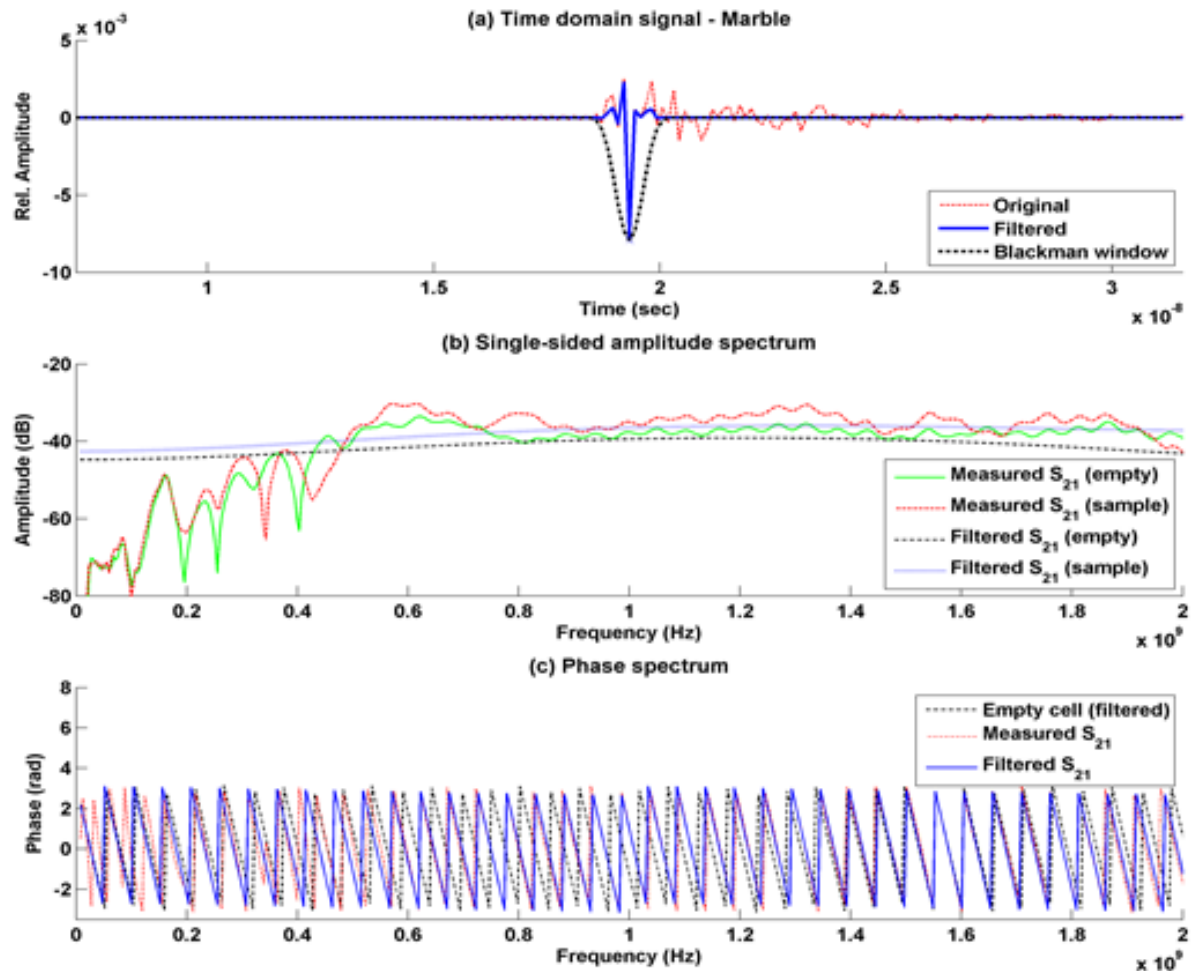 (a) Time domain signal - Marble
x 10-3
5
0
-5
-10
Rel. Amplitude
Original
Filtered
Blackman window
1
1.5
2
2.5
3
Time (sec)
x 10-8
(b) Single-sided amplitude spectrum
-20
-40
-60
-80
Amplitude (dB)
Measured S21 (empty)
Measured S21 (sample)
Filtered S21 (empty)
Filtered S21 (sample)
0
0.2
0.4
0.6
0.8
1
1.2
1.4
1.6
1.8
2
Frequency (Hz)
x 109
(c) Phase spectrum
8
6
4
2
0
-2
Phase (rad)
Empty cell (filtered)
Measured S21
Filtered S21
0
0.2
0.4
0.6
0.8
1
1.2
1.4
1.6
1.8
2
Frequency (Hz)
x 109